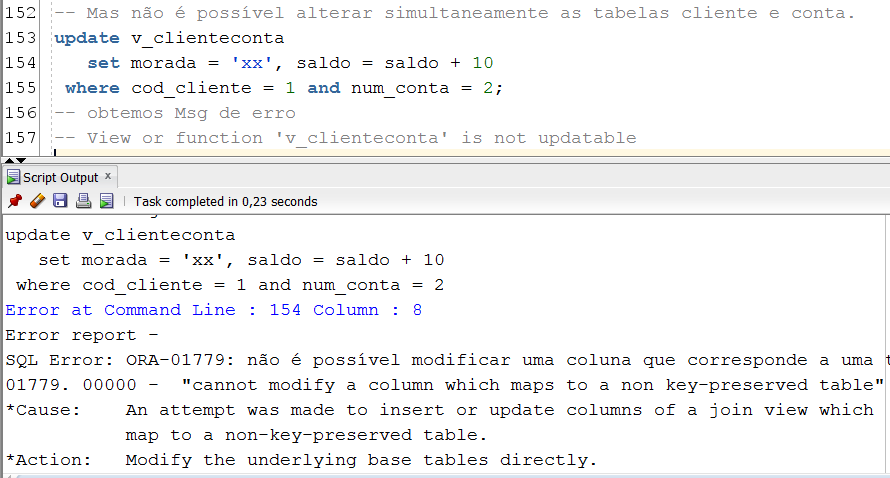 152 -- Mas não é possível alterar simultaneamente as tabelas cliente e conta.
153 update v_clienteconta
154 set morada = 'xx', saldo = saldo + 10
155 where cod_cliente = 1 and num_conta = 2;
156 -- obtemos Msg de erro
157 -- View or function 'v_clienteconta' is not updatable
Script Output x
Task completed in 0,23 seconds
update v_clienteconta
set morada = 'xx', saldo = saldo + 10
where cod_cliente = 1 and num_conta = 2
Error at Command Line : 154 Column : 8
Error report -
SQL Error: ORA-01779: não é possível modificar uma coluna que corresponde a uma
01779. 00000 - "cannot modify a column which maps to a non key-preserved table"
*Cause: An attempt was made to insert or update columns of a join view which
map to a non-key-preserved table.
*Action: Modify the underlying base tables directly.